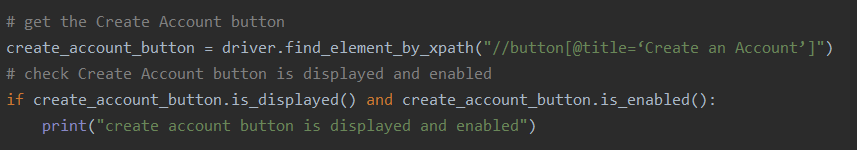 # get the Create Account button
create_account_button = driver.find_element_by_xpath("//button[@title=‘Create an Account’]")
# check Create Account button is displayed and enabled
if create_account_button.is_displayed() and create_account_button.is_enabled():
    print("create account button is displayed and enabled")